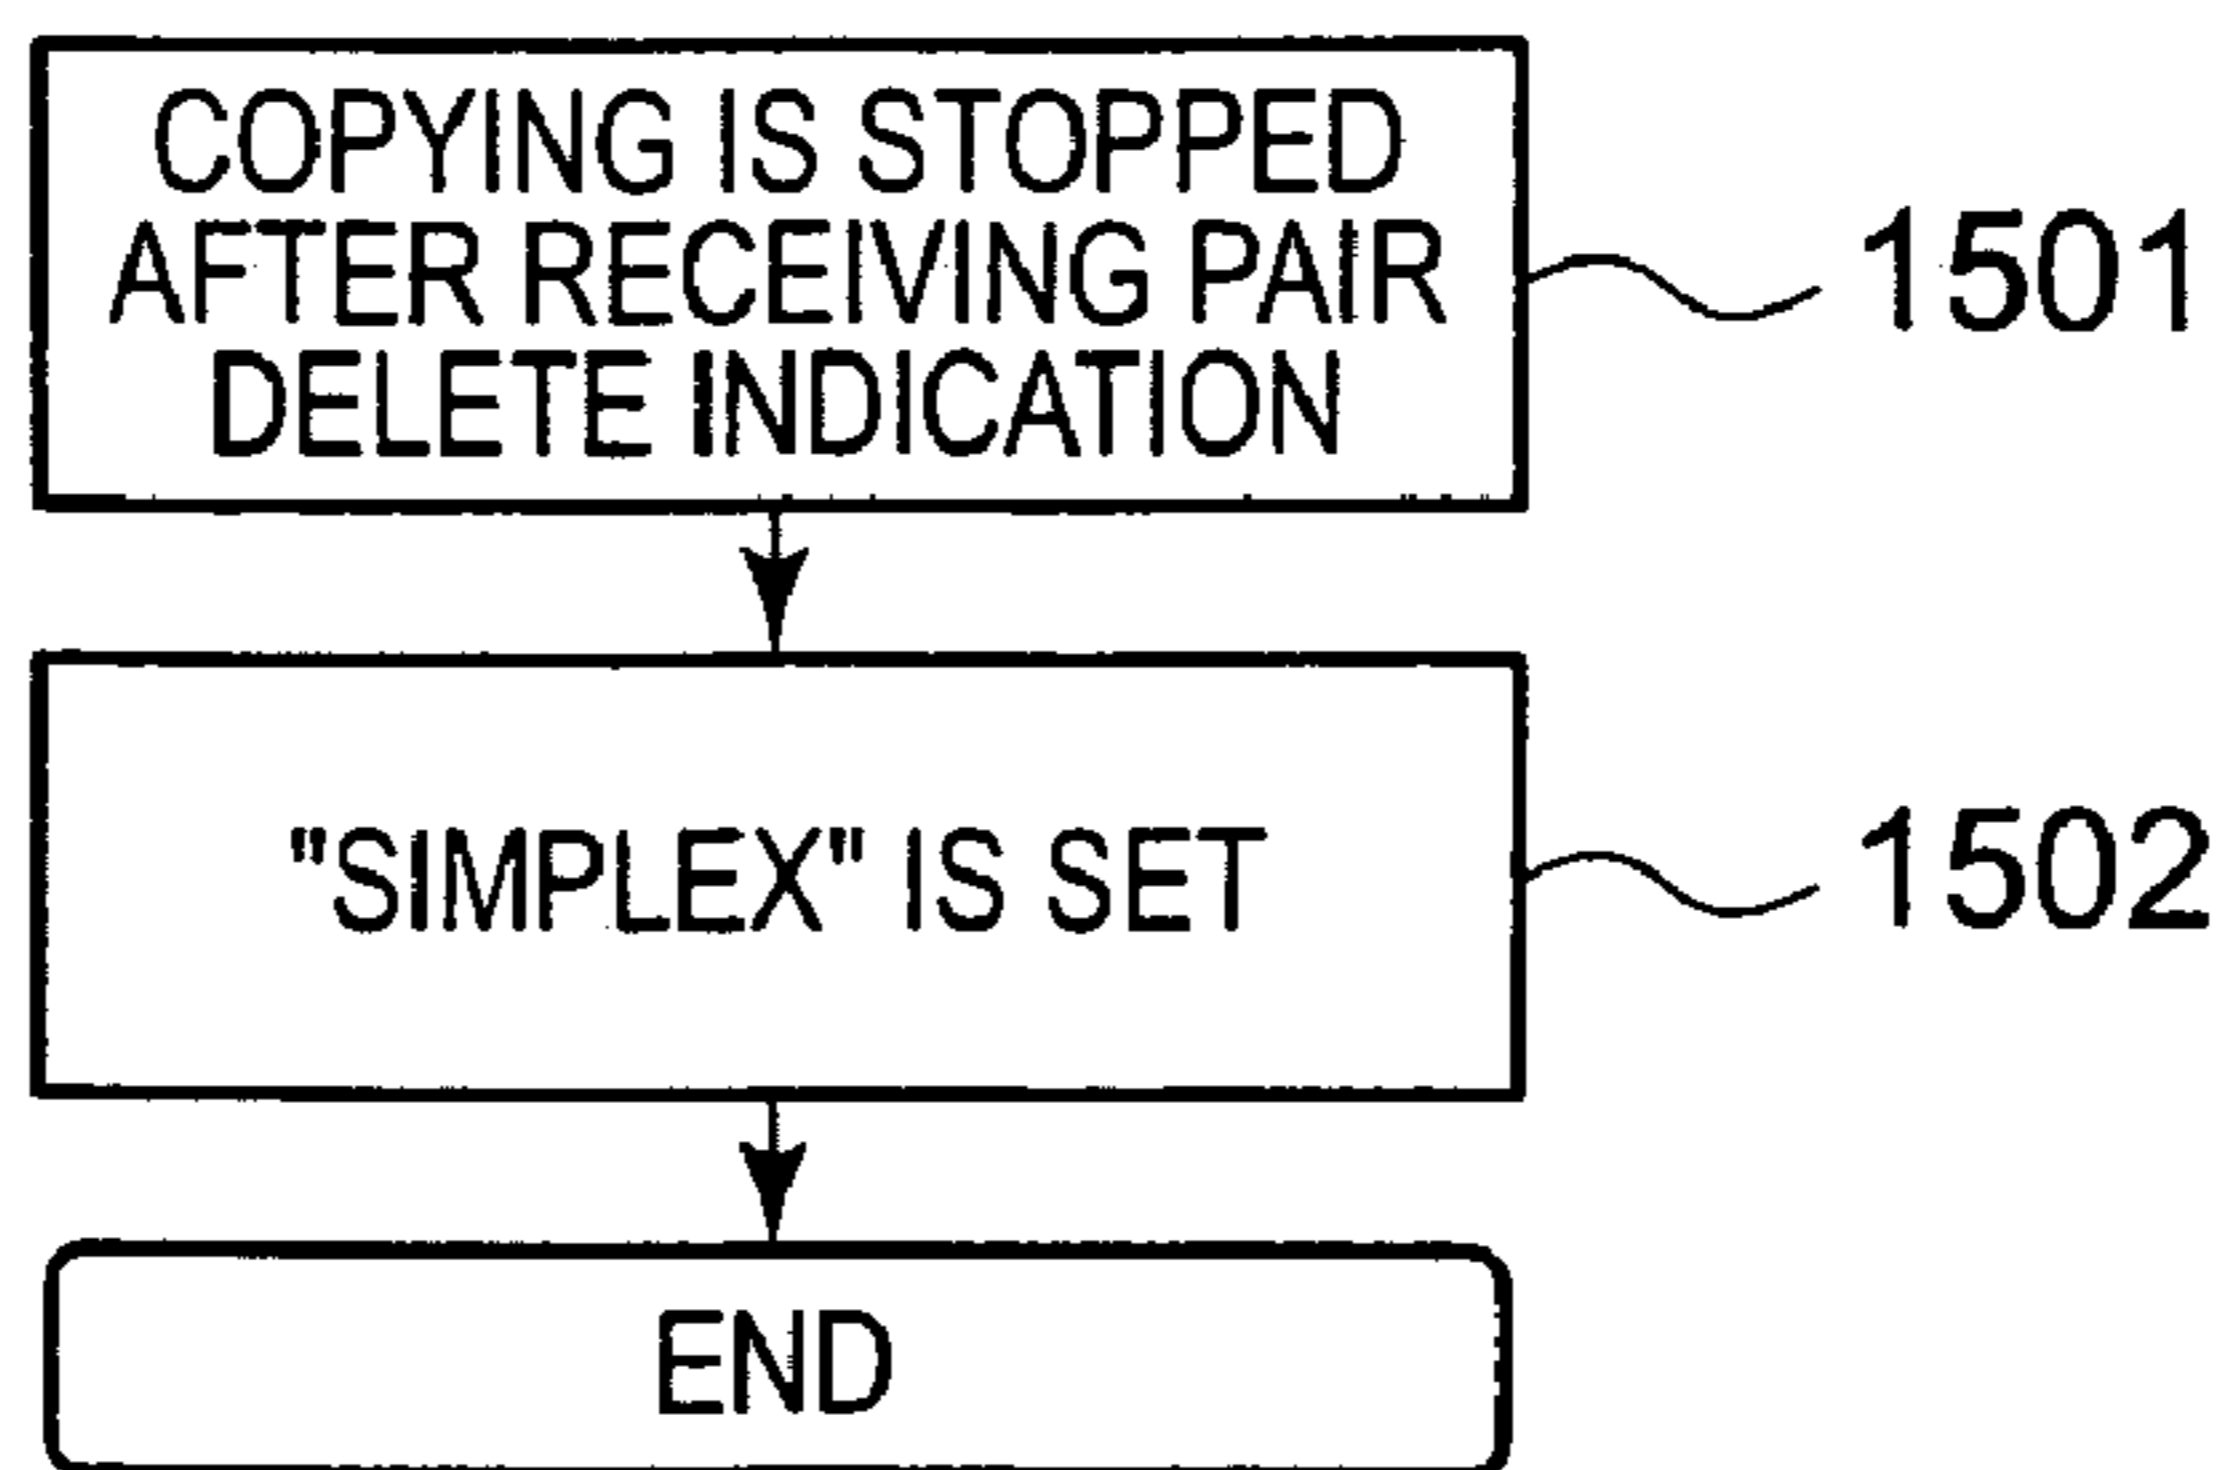 COPYING IS STOPPED
AFTER RECEIVING PAIR
DELETE INDICATION
1501
"SIMPLEX" IS SET
1502
END